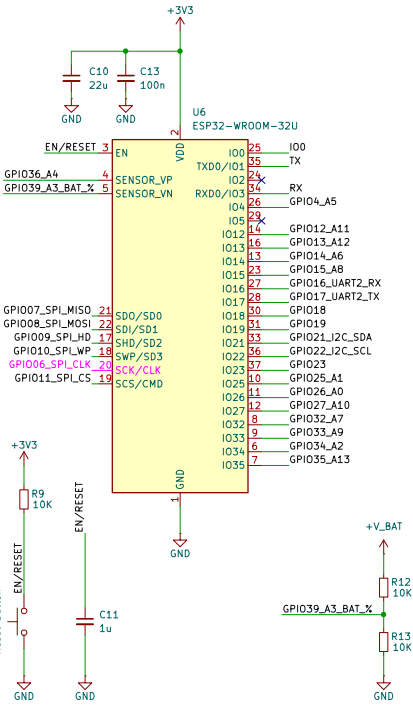 +3V3
C10
22u
C13
100n
GND
GND
U6
ESP32-WROOM-32U
2
VDD
EN/RESET 3 EN
GPIO36_A4 4 SENSOR_VP
GPIO39_A3_BAT_% 5 SENSOR_VN
GPIO07_SPI_MISO 21 SDO/SD0
GPIO08_SPI_MOSI 22 SDI/SD1
GPIO09_SPI_HD 17 SHD/SD2
GPIO10_SPI_WP 18 SWP/SD3
GPIO06_SPI_CLK 20 SCK/CLK
GPIO11_SPI_CS 19 SCS/CMD
IO0 25 IO0
TXD0/IO1 35 TX
IO2 24
RXD0/IO3 34 RX
IO4 26 GPIO4_A5
IO5 29
IO12 14 GPIO12_A11
IO13 16 GPIO13_A12
IO14 13 GPIO14_A6
IO15 23 GPIO15_A8
IO16 27 GPIO16_UART2_RX
IO17 28 GPIO17_UART2_TX
IO18 30 GPIO18
IO19 31 GPIO19
IO21 33 GPIO21_I2C_SDA
IO22 36 GPIO22_I2C_SCL
IO23 37 GPIO23
IO25 10 GPIO25_A1
IO26 11 GPIO26_A0
IO27 12 GPIO27_A10
IO32 8 GPIO32_A7
IO33 9 GPIO33_A9
IO34 6 GPIO34_A2
IO35 7 GPIO35_A13
GND
1
GND
+3V3
R9
10K
EN/RESET
GND
EN/RESET
C11
1u
GND
+V_BAT
R12
10K
GPIO39_A3_BAT_%
R13
10K
GND